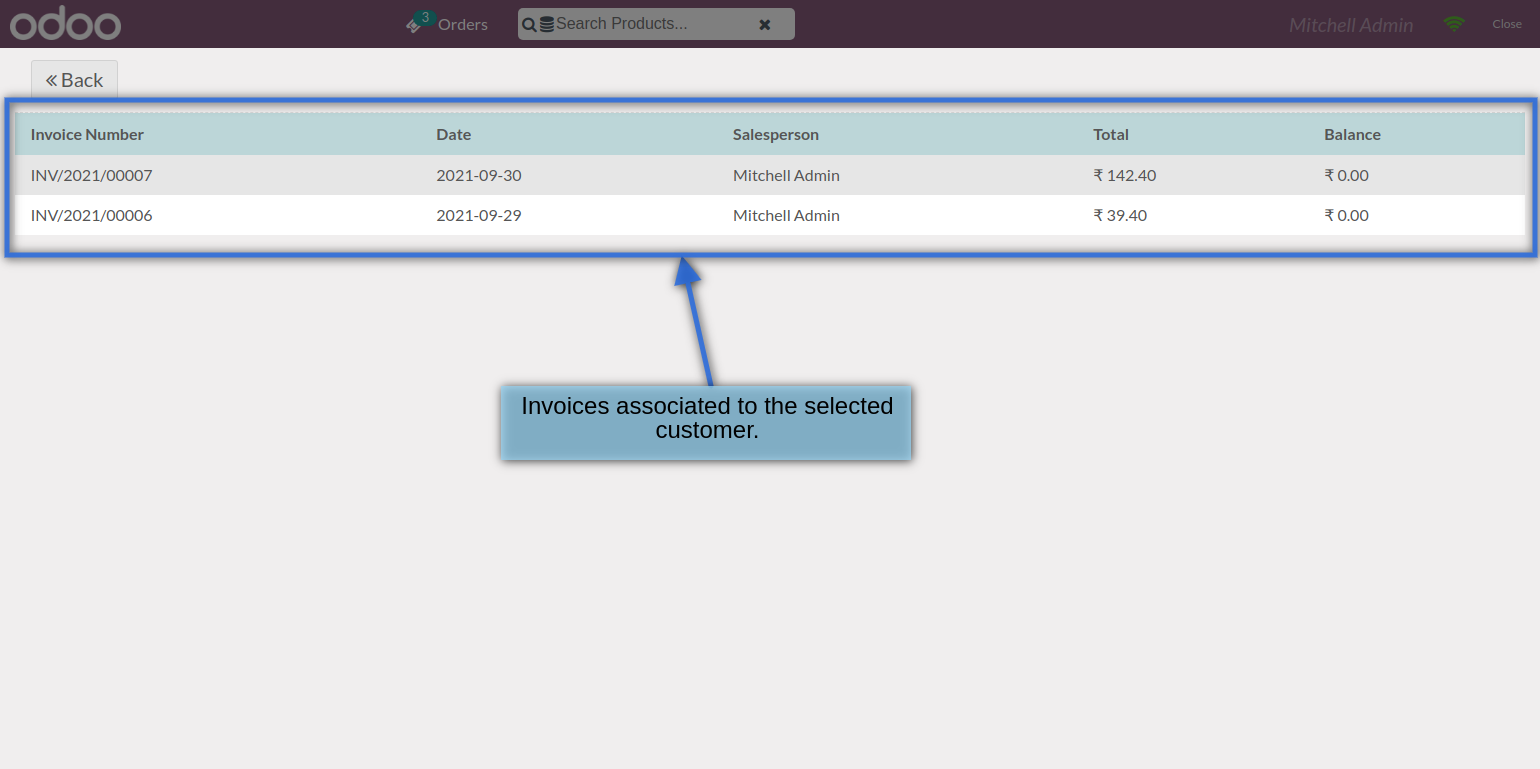 odoo 3 Orders Search Products... Mitchell Admin Close
Back
Invoice Number Date Salesperson Total Balance
INV/2021/00007 2021-09-30 Mitchell Admin ₹ 142.40 ₹ 0.00
INV/2021/00006 2021-09-29 Mitchell Admin ₹ 39.40 ₹ 0.00
Invoices associated to the selected
customer.